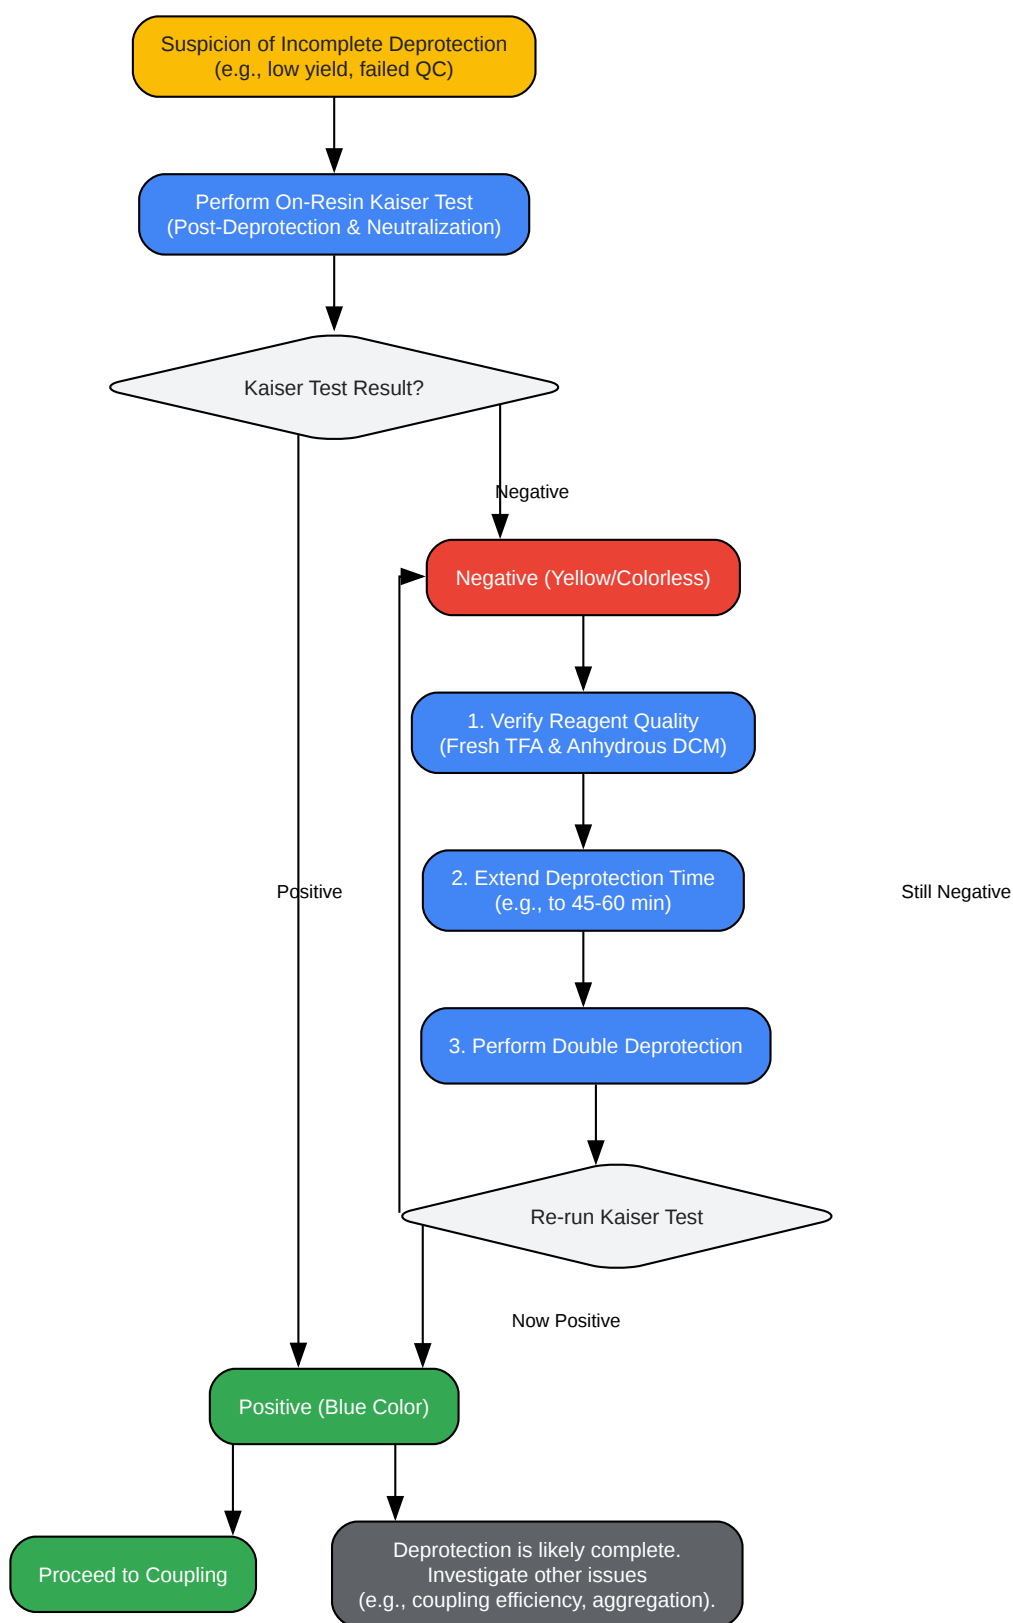 Suspicion of Incomplete Deprotection
(e.g., low yield, failed QC)
Perform On-Resin Kaiser Test
(Post-Deprotection & Neutralization)
Kaiser Test Result?
Negative
Negative (Yellow/Colorless)
1. Verify Reagent Quality
(Fresh TFA & Anhydrous DCM)
Positive
2. Extend Deprotection Time
(e.g., to 45-60 min)
Still Negative
3. Perform Double Deprotection
Re-run Kaiser Test
Now Positive
Positive (Blue Color)
Proceed to Coupling
Deprotection is likely complete.
Investigate other issues
(e.g., coupling efficiency, aggregation).